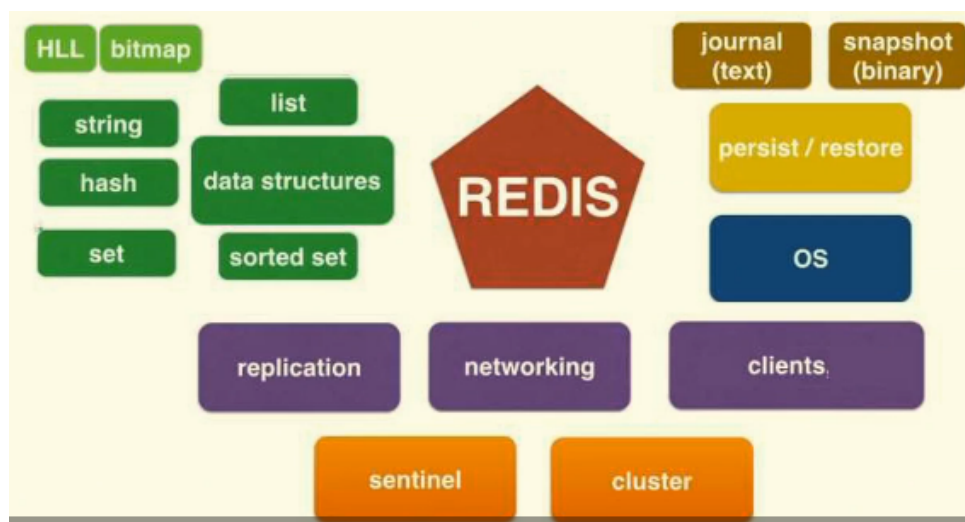 HLL
bitmap
journal
(text)
snapshot
(binary)
list
string
persist / restore
data structures
hash
REDIS
set
sorted set
OS
replication
networking
clients
sentinel
cluster